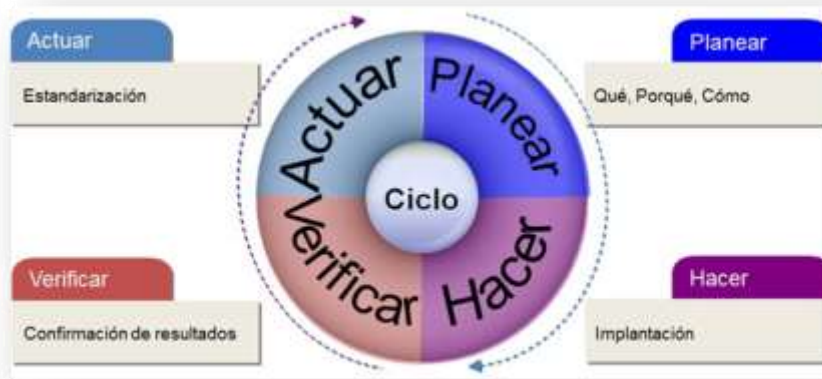 Actuar
Planear
Estandarización
Qué, Porqué, Cómo
Actuar
Planear
Ciclo
Verificar
Hacer
Verificar
Hacer
Confirmación de resultados
Implantación